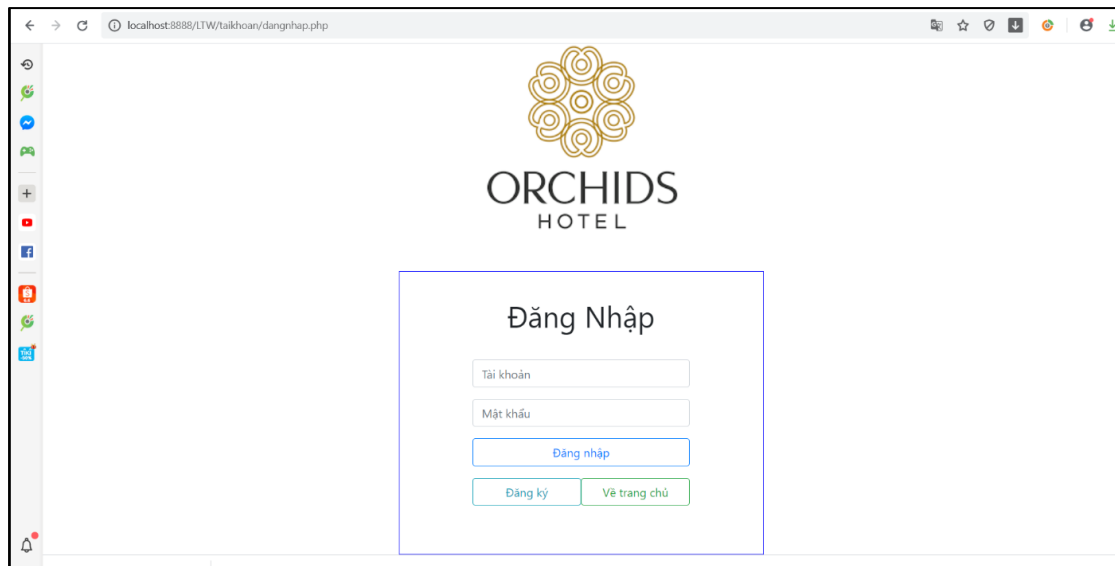 localhost:8888/LTW/taikhoan/dangnhap.php
ORCHIDS
HOTEL
Đăng Nhập
Tài khoản
Mật khẩu
Đăng nhập
Đăng ký
Về trang chủ